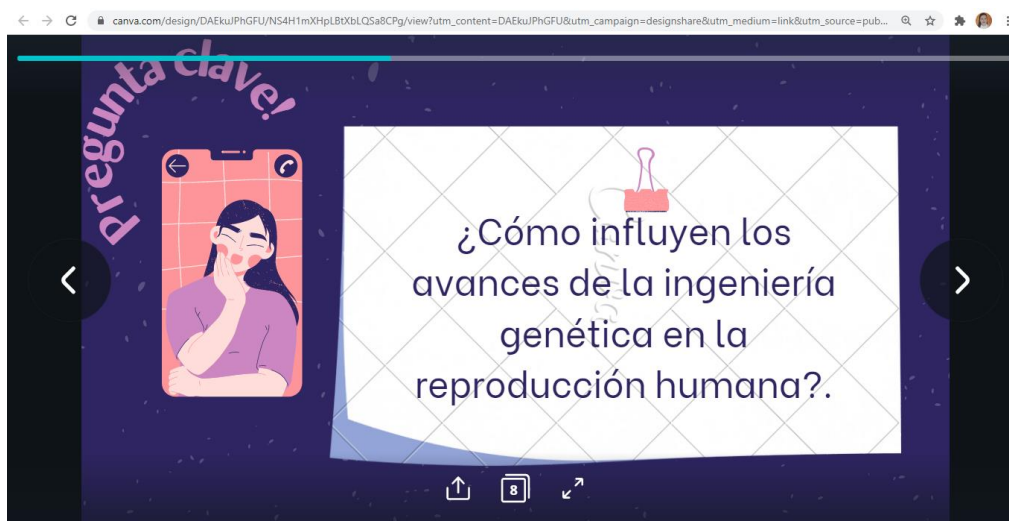 canva.com/design/DAEkuJPhGFU/NS4H1mXHpLBtXbLQSa8CPg/view?utm_content=DAEkuJPhGFU&utm_campaign=designshare&utm_medium=link&utm_source=pub...
Pregunta clave!
¿Cómo influyen los
avances de la ingeniería
genética en la
reproducción humana?.
8